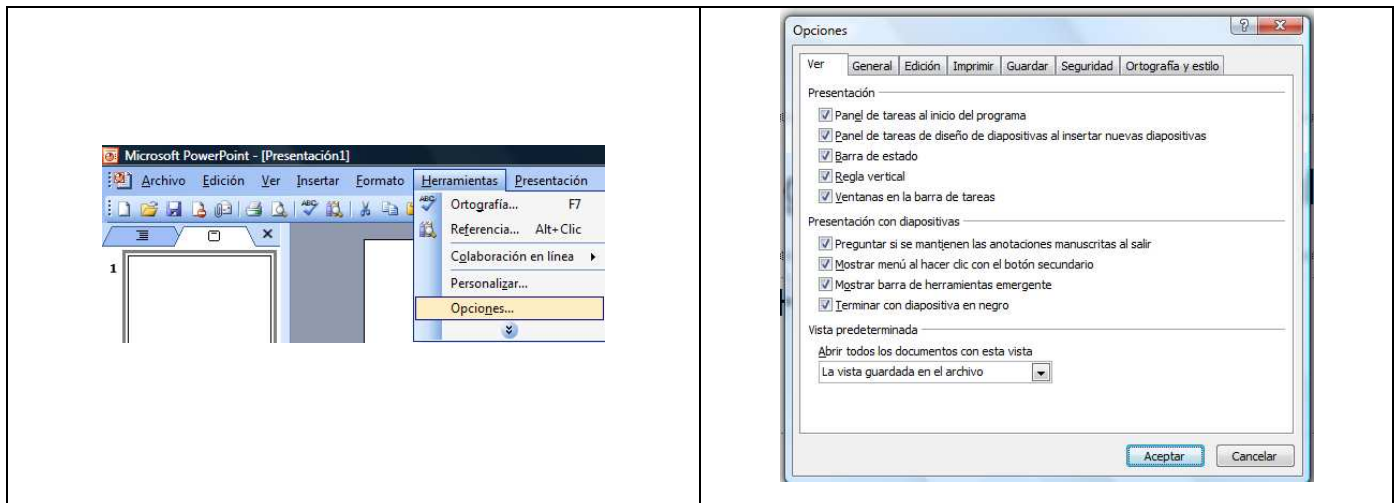 Microsoft PowerPoint - [Presentación1]
Archivo Edición Ver Insertar Formato Herramientas Presentación
Ortografía... F7
Referencia... Alt+Clic
Colaboración en línea
Personalizar...
Opciones...
1
Opciones
Ver General Edición Imprimir Guardar Seguridad Ortografía y estilo
Presentación
Panel de tareas al inicio del programa
Panel de tareas de diseño de diapositivas al insertar nuevas diapositivas
Barra de estado
Regla vertical
Ventanas en la barra de tareas
Presentación con diapositivas
Preguntar si se mantienen las anotaciones manuscritas al salir
Mostrar menú al hacer clic con el botón secundario
Mostrar barra de herramientas emergente
Terminar con diapositiva en negro
Vista predeterminada
Abrir todos los documentos con esta vista
La vista guardada en el archivo
Aceptar Cancelar